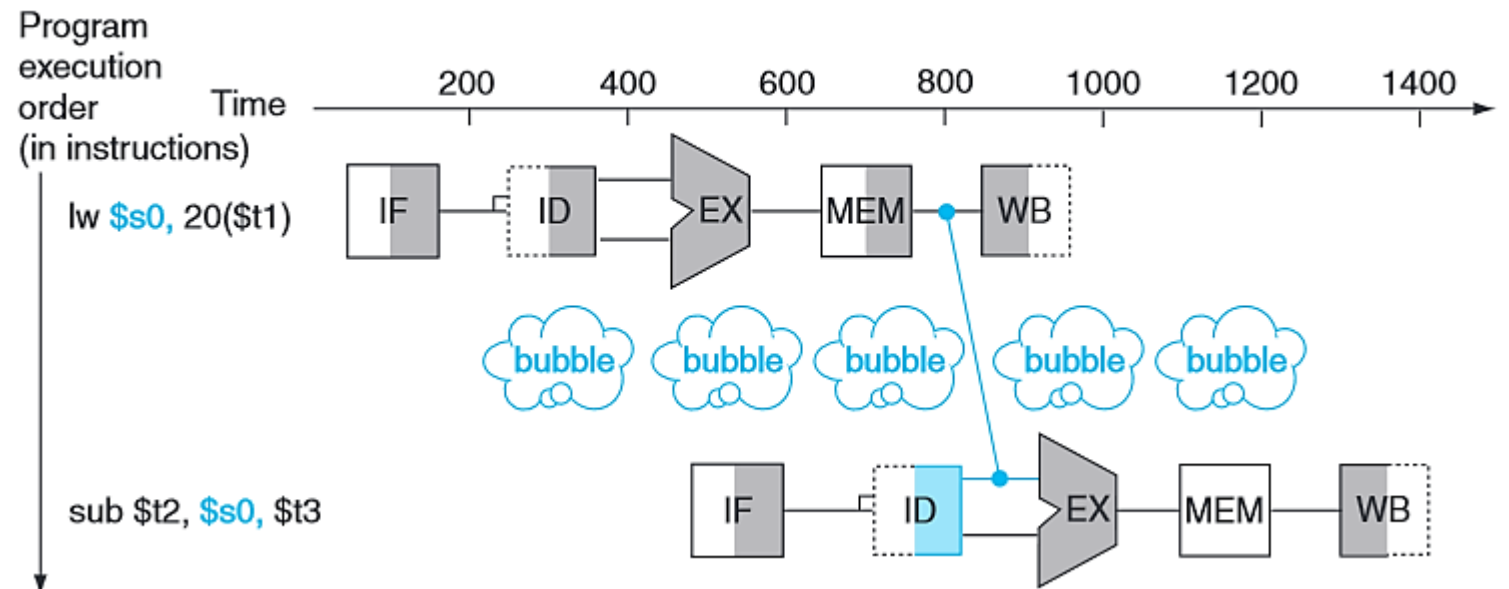 Program
execution
order
(in instructions)
Time
200 400 600 800 1000 1200 1400
lw $s0, 20($t1)
IF ID EX MEM WB
bubble bubble bubble bubble bubble
sub $t2, $s0, $t3
IF ID EX MEM WB